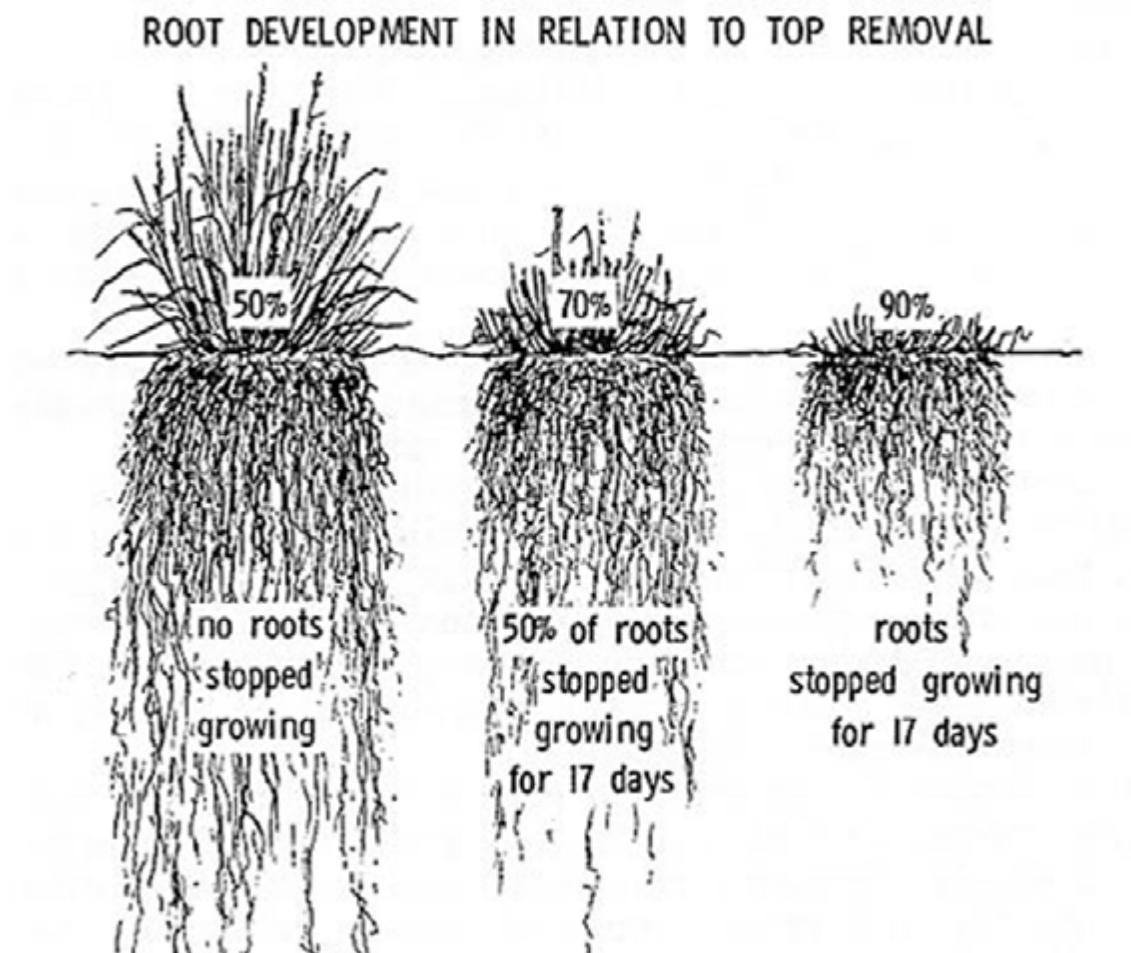 ROOT DEVELOPMENT IN RELATION TO TOP REMOVAL
50%
70%
90%
no roots
stopped
growing
50% of roots
stopped
growing
for 17 days
roots
stopped growing
for 17 days